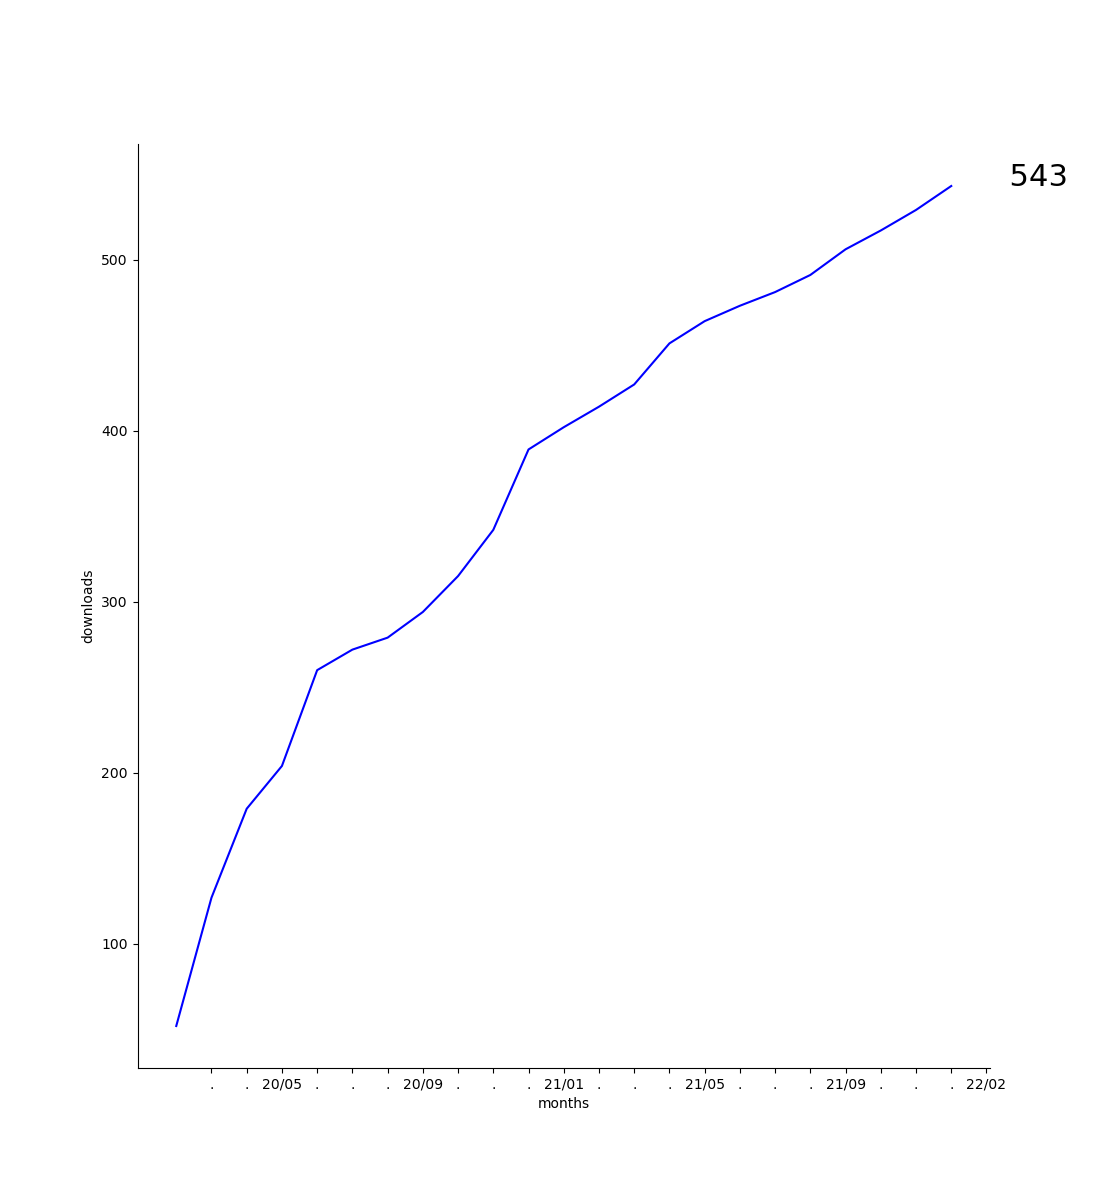 543
500
400
300
200
100
downloads
. . 20/05 . . . 20/09 . . . 21/01 . . . 21/05 . . . 21/09 . . . 22/02
months